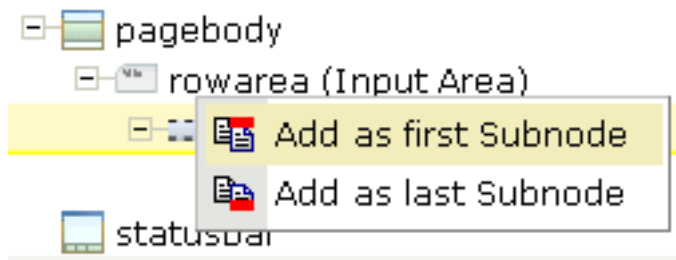 pagebody
rowarea (Input Area)
Add as first Subnode
Add as last Subnode
statusbar